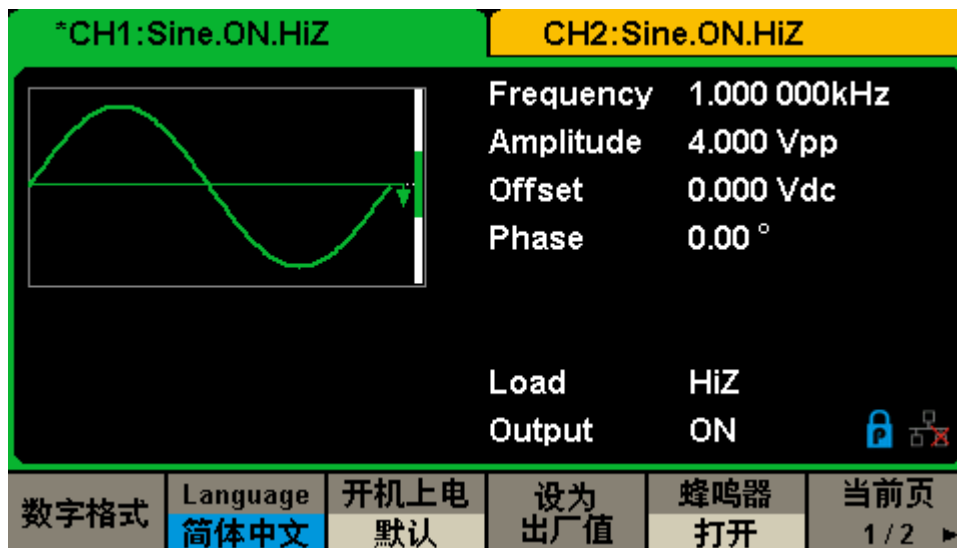 *CH1:Sine.ON.HiZ
CH2:Sine.ON.HiZ
Frequency 1.000 000kHz
Amplitude 4.000 Vpp
Offset 0.000 Vdc
Phase 0.00 °
Load HiZ
Output ON
P
数字格式
Language
简体中文
开机上电
默认
设为
出厂值
蜂鸣器
打开
当前页
1/2 ►